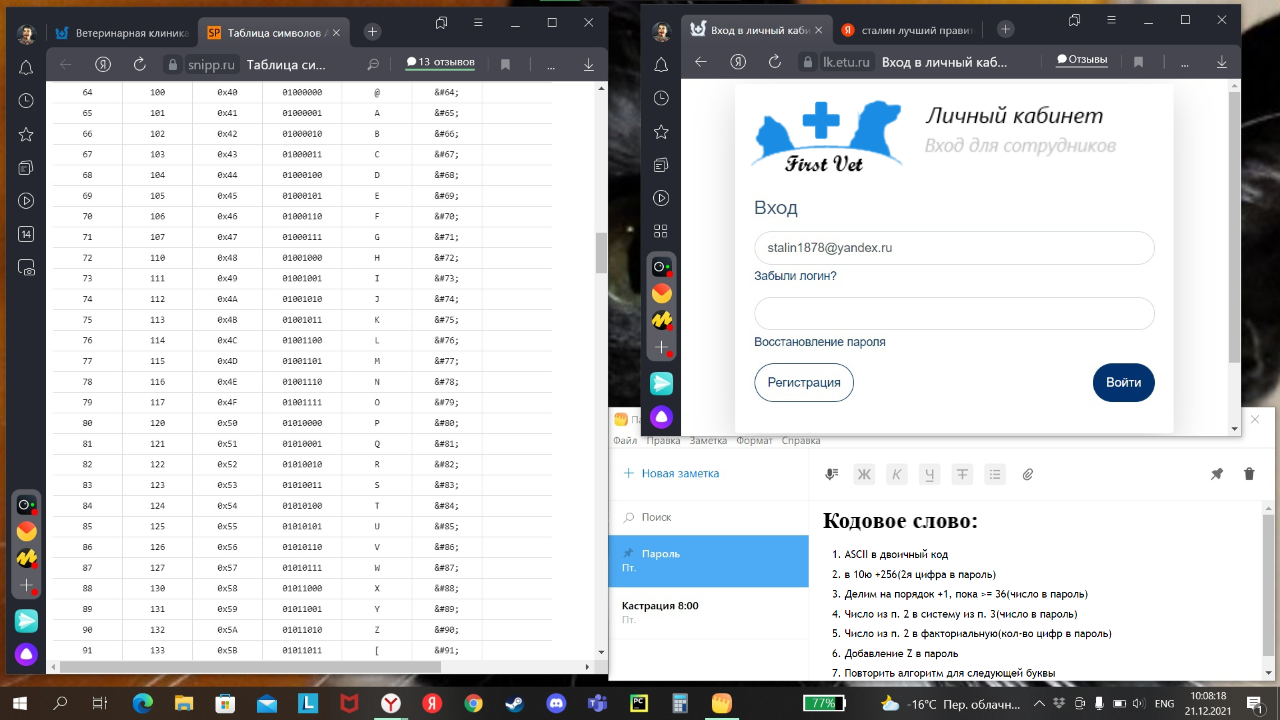 Ветеринарная клиника
Таблица символов A
snipp.ru
Таблица си...
13 отзывов
...
64 100 0x40 01000000 @ &#64;
65 101 0x41 01000001 A &#65;
66 102 0x42 01000010 B &#66;
67 103 0x43 01000011 C &#67;
68 104 0x44 01000100 D &#68;
69 105 0x45 01000101 E &#69;
70 106 0x46 01000110 F &#70;
71 107 0x47 01000111 G &#71;
72 110 0x48 01001000 H &#72;
73 111 0x49 01001001 I &#73;
74 112 0x4A 01001010 J &#74;
75 113 0x4B 01001011 K &#75;
76 114 0x4C 01001100 L &#76;
77 115 0x4D 01001101 M &#77;
78 116 0x4E 01001110 N &#78;
79 117 0x4F 01001111 O &#79;
80 120 0x50 01010000 P &#80;
81 121 0x51 01010001 Q &#81;
82 122 0x52 01010010 R &#82;
83 123 0x53 01010011 S &#83;
84 124 0x54 01010100 T &#84;
85 125 0x55 01010101 U &#85;
86 126 0x56 01010110 V &#86;
87 127 0x57 01010111 W &#87;
88 130 0x58 01011000 X &#88;
89 131 0x59 01011001 Y &#89;
90 132 0x5A 01011010 Z &#90;
91 133 0x5B 01011011 [ &#91;
14
SP
Вход в личный каби
сталин лучший правит
lk.etu.ru
Вход в личный каб...
Отзывы
...
First Vet
Личный кабинет
Вход для сотрудников
Вход
stalin1878@yandex.ru
Забыли логин?
Восстановление пароля
Регистрация
Войти
Файл Правка Заметка Формат Справка
Новая заметка
Поиск
Пароль
Пт.
Кастрация 8:00
Пт.
Ж К Ч Т
Кодовое слово:
1. ASCII в двоичный код
2. в 10ю +256(2я цифра в пароль)
3. Делим на порядок +1, пока >= 36(число в пароль)
4. Число из п. 2 в систему из п. 3(число в пароль)
5. Число из п. 2 в факториальную(кол-во цифр в пароль)
6. Добавление Z в пароль
7. Повторить алгоритм для следующей буквы
77%
-16°C Пер. облачн...
ENG
10:08:18
21.12.2021
1